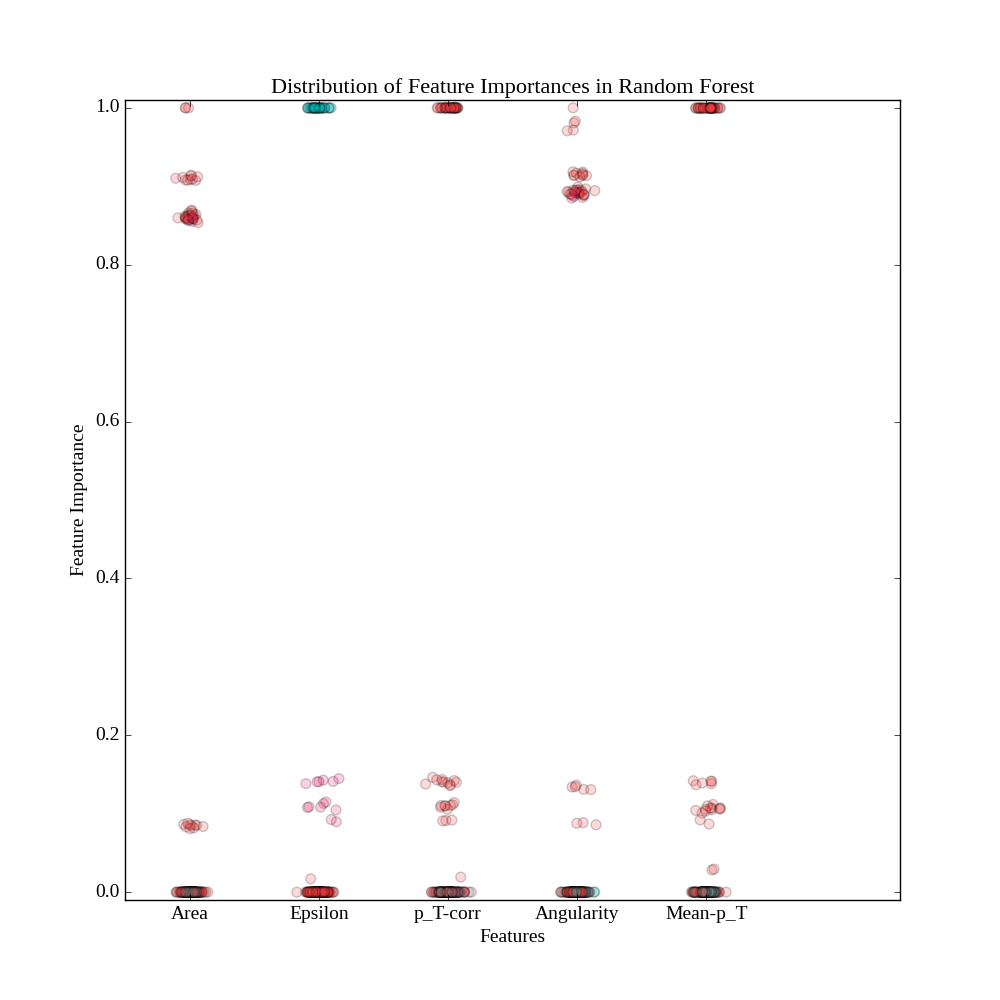 Distribution of Feature Importances in Random Forest
1.0
0.8
0.6
0.4
0.2
0.0
Feature Importance
Area Epsilon p_T-corr Angularity Mean-p_T
Features